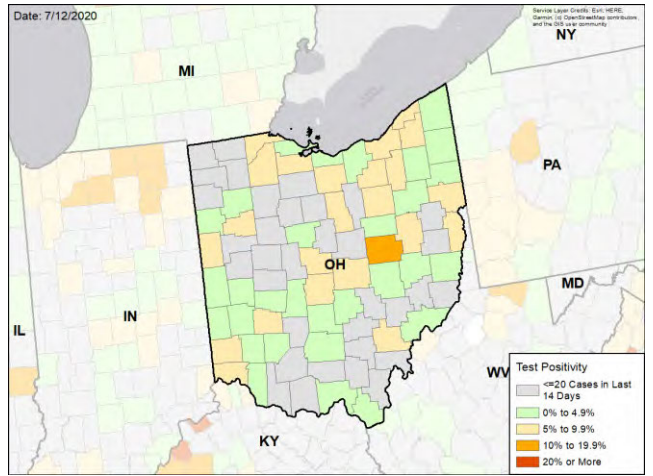 Date: 7/12/2020
Service Layer Credits: Esri, HERE,
Garmin, (c) OpenStreetMap contributors,
and the GIS user community
NY
MI
PA
OH
IN
IL
MD
WV
KY
Test Positivity
<=20 Cases in Last
14 Days
0% to 4.9%
5% to 9.9%
10% to 19.9%
20% or More